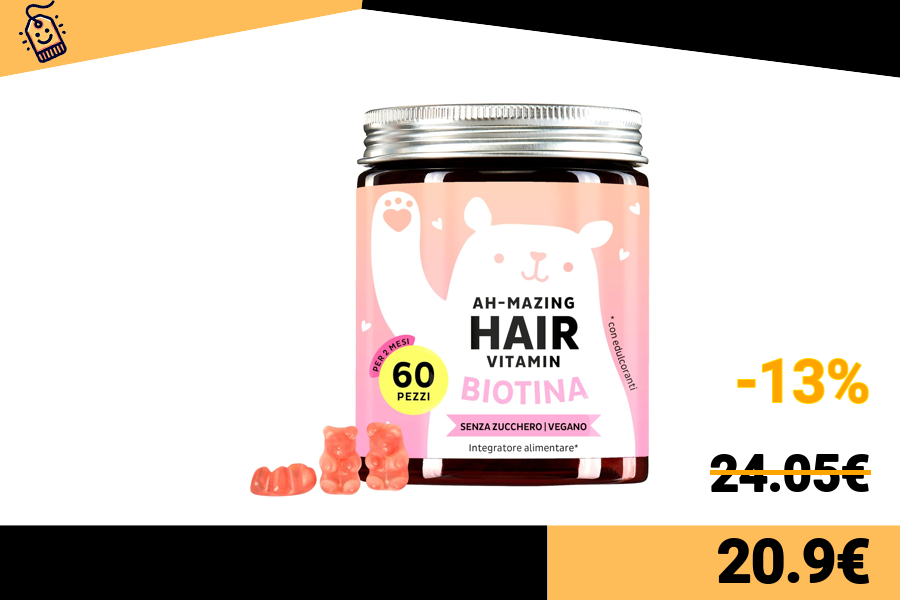 AH-MAZING
HAIR
VITAMIN
BIOTINA
PER 2 MESI
60
PEZZI
SENZA ZUCCHERO | VEGANO
Integratore alimentare*
* con edulcoranti
-13%
24.05€
20.9€